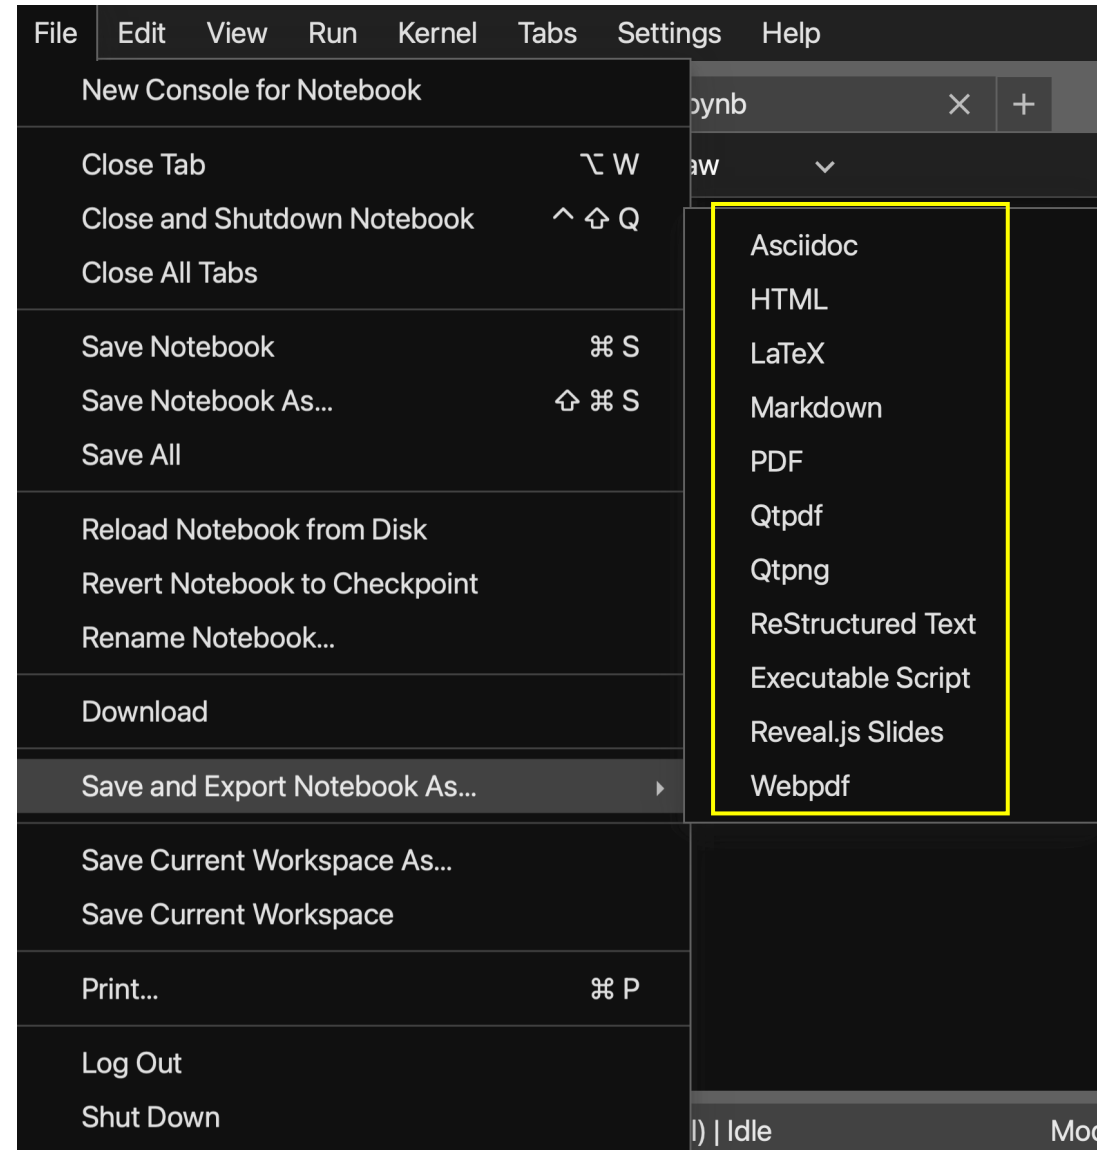 File Edit View Run Kernel Tabs Settings Help
New Console for Notebook
Close Tab ⌥ W
Close and Shutdown Notebook ^ ⇧ Q
Close All Tabs
Save Notebook ⌘ S
Save Notebook As... ⇧ ⌘ S
Save All
Reload Notebook from Disk
Revert Notebook to Checkpoint
Rename Notebook...
Download
Save and Export Notebook As...
Save Current Workspace As...
Save Current Workspace
Print... ⌘ P
Log Out
Shut Down
ynb
aw
Asciidoc
HTML
LaTeX
Markdown
PDF
Qtpdf
Qtpng
ReStructured Text
Executable Script
Reveal.js Slides
Webpdf
) | Idle
Mo